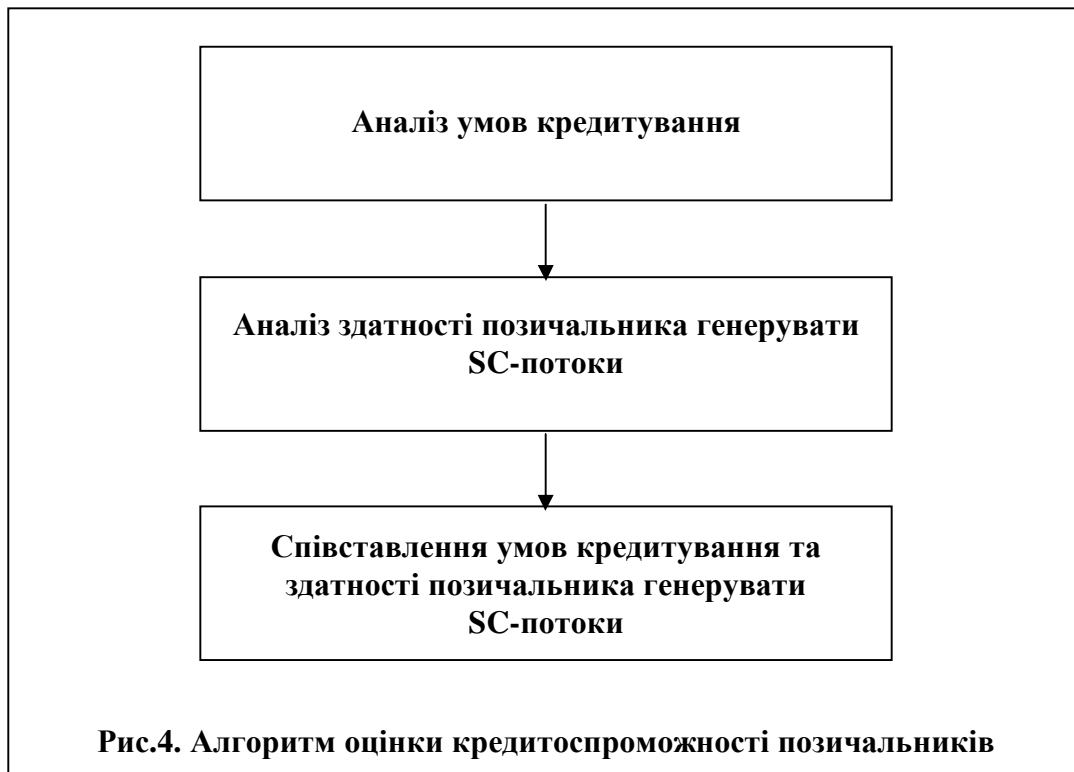 Аналіз умов кредитування
Аналіз здатності позичальника генерувати
SC-потоки
Співставлення умов кредитування та
здатності позичальника генерувати
SC-потоки
Рис.4. Алгоритм оцінки кредитоспроможності позичальників